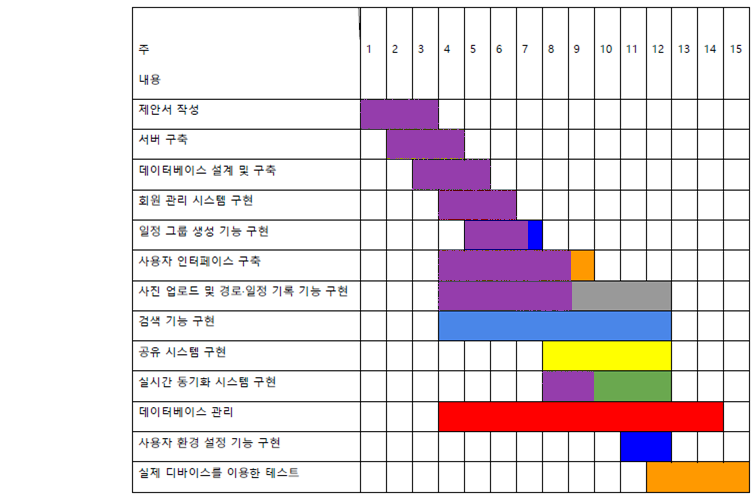 주 1 2 3 4 5 6 7 8 9 10 11 12 13 14 15
내용
제안서 작성
서버 구축
데이터베이스 설계 및 구축
회원 관리 시스템 구현
일정 그룹 생성 기능 구현
사용자 인터페이스 구축
사진 업로드 및 경로·일정 기록 기능 구현
검색 기능 구현
공유 시스템 구현
실시간 동기화 시스템 구현
데이터베이스 관리
사용자 환경 설정 기능 구현
실제 디바이스를 이용한 테스트